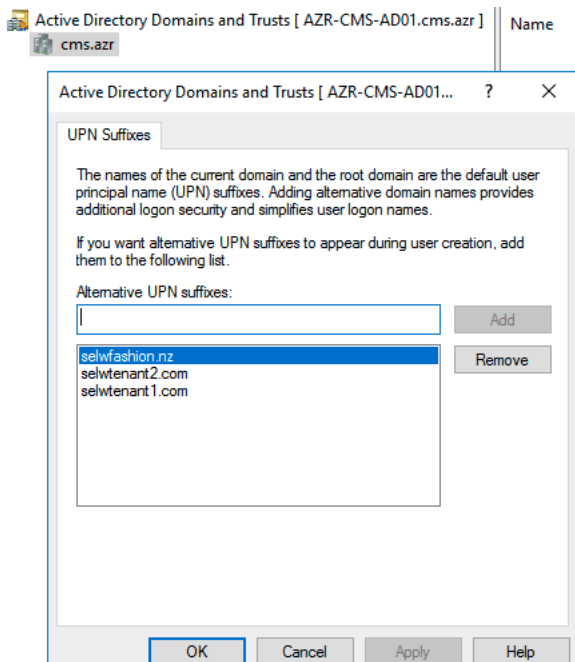 Active Directory Domains and Trusts [ AZR-CMS-AD01.cms.azr ]
Name
cms.azr
Active Directory Domains and Trusts [ AZR-CMS-AD01... ? X
UPN Suffixes
The names of the current domain and the root domain are the default user
principal name (UPN) suffixes. Adding alternative domain names provides
additional logon security and simplifies user logon names.
If you want alternative UPN suffixes to appear during user creation, add
them to the following list.
Alternative UPN suffixes:
Add
selwfashion.nz
Remove
selwtenant2.com
selwtenant1.com
OK Cancel Apply Help